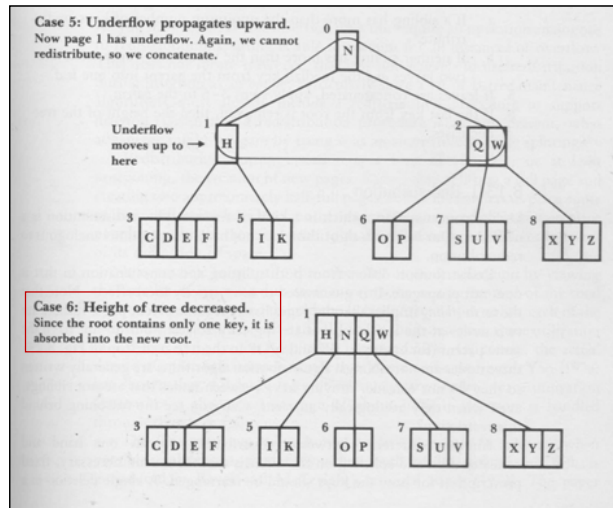 Case 5: Underflow propagates upward.
Now page 1 has underflow. Again, we cannot
redistribute, so we concatenate.
0
N
Underflow
moves up to →
here
1
H
2
Q W
3
C D E F
5
I K
6
O P
7
S U V
8
X Y Z
Case 6: Height of tree decreased.
Since the root contains only one key, it is
absorbed into the new root.
1
H N Q W
3
C D E F
5
I K
6
O P
7
S U V
8
X Y Z